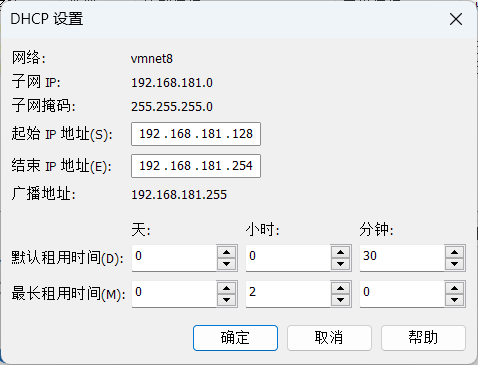 DHCP 设置
网络: vmnet8
子网 IP: 192.168.181.0
子网掩码: 255.255.255.0
起始 IP 地址(S): 192 . 168 . 181 . 128
结束 IP 地址(E): 192 . 168 . 181 . 254
广播地址: 192.168.181.255
天: 小时: 分钟:
默认租用时间(D): 0 0 30
最长租用时间(M): 0 2 0
确定 取消 帮助